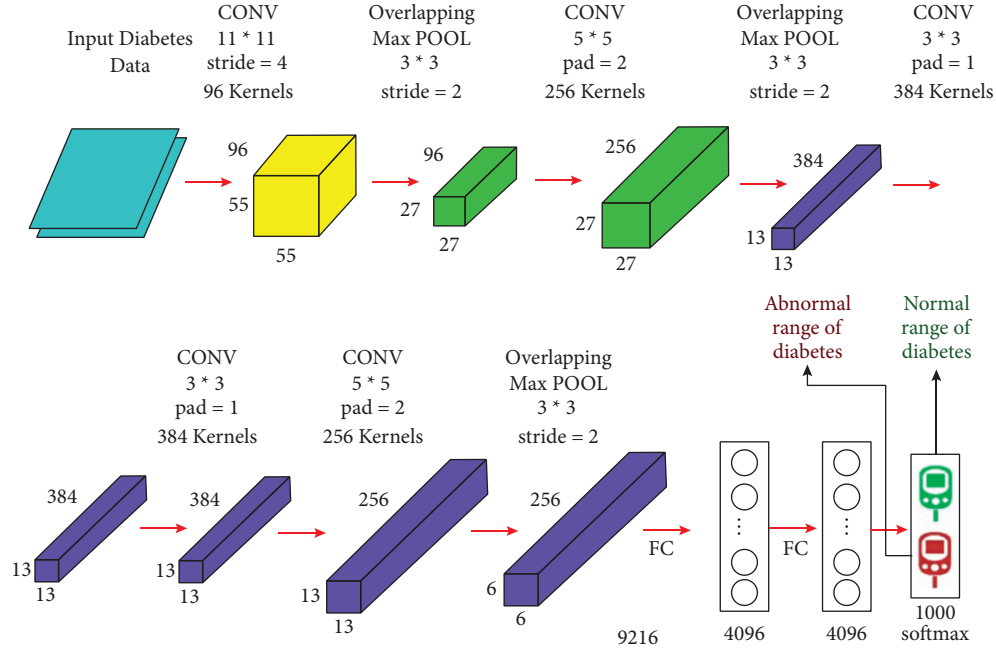 Input Diabetes
Data
CONV
11 * 11
stride = 4
96 Kernels
Overlapping
Max POOL
3 * 3
stride = 2
CONV
5 * 5
pad = 2
256 Kernels
Overlapping
Max POOL
3 * 3
stride = 2
CONV
3 * 3
pad = 1
384 Kernels
96
55
55
96
27
27
256
27
27
384
13
13
Abnormal
range of
diabetes
Normal
range of
diabetes
CONV
3 * 3
pad = 1
384 Kernels
CONV
5 * 5
pad = 2
256 Kernels
Overlapping
Max POOL
3 * 3
stride = 2
384
13
13
384
13
13
256
13
13
256
6
6
9216
FC
4096
FC
4096
1000
softmax